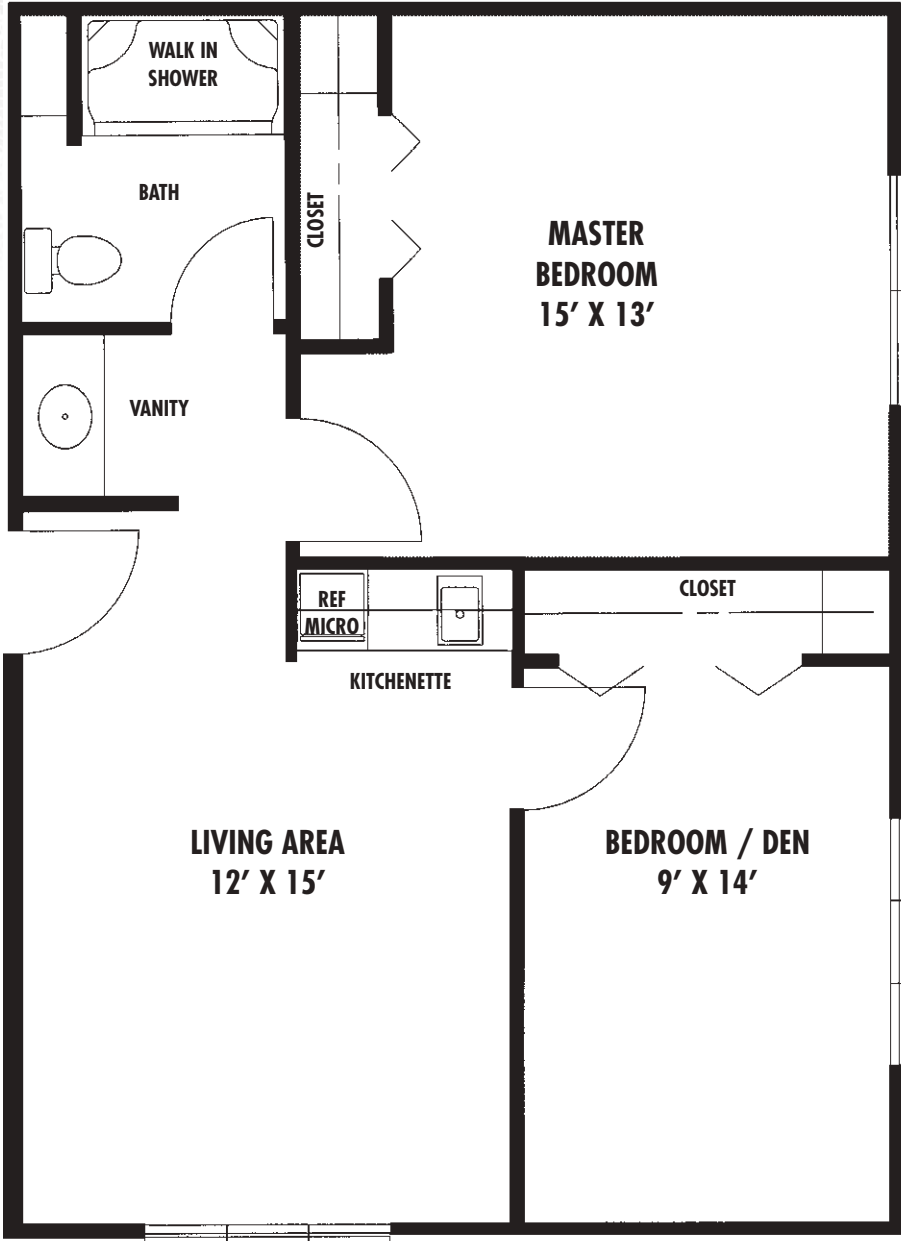 WALK IN
SHOWER
BATH
CLOSET
MASTER
BEDROOM
15′ X 13′
VANITY
REF
MICRO
CLOSET
KITCHENETTE
LIVING AREA
12′ X 15′
BEDROOM / DEN
9′ X 14′